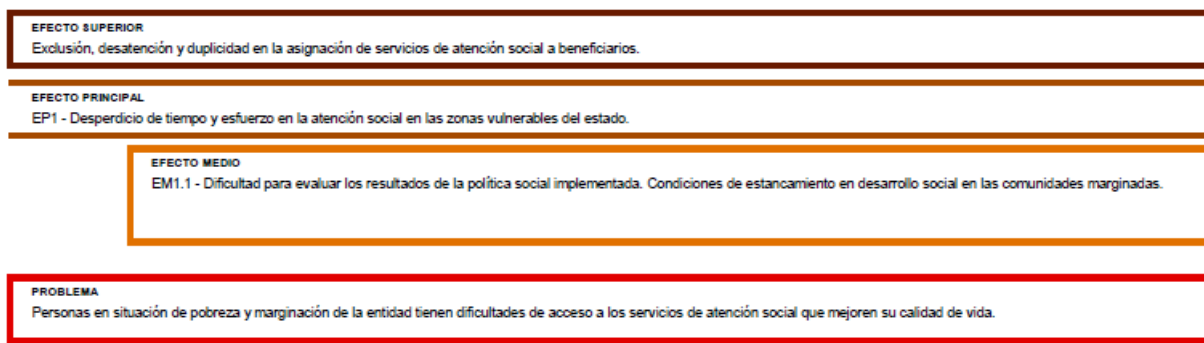 EFECTO SUPERIOR
Exclusión, desatención y duplicidad en la asignación de servicios de atención social a beneficiarios.
EFECTO PRINCIPAL
EP1 - Desperdicio de tiempo y esfuerzo en la atención social en las zonas vulnerables del estado.
EFECTO MEDIO
EM1.1 - Dificultad para evaluar los resultados de la política social implementada. Condiciones de estancamiento en desarrollo social en las comunidades marginadas.
PROBLEMA
Personas en situación de pobreza y marginación de la entidad tienen dificultades de acceso a los servicios de atención social que mejoren su calidad de vida.